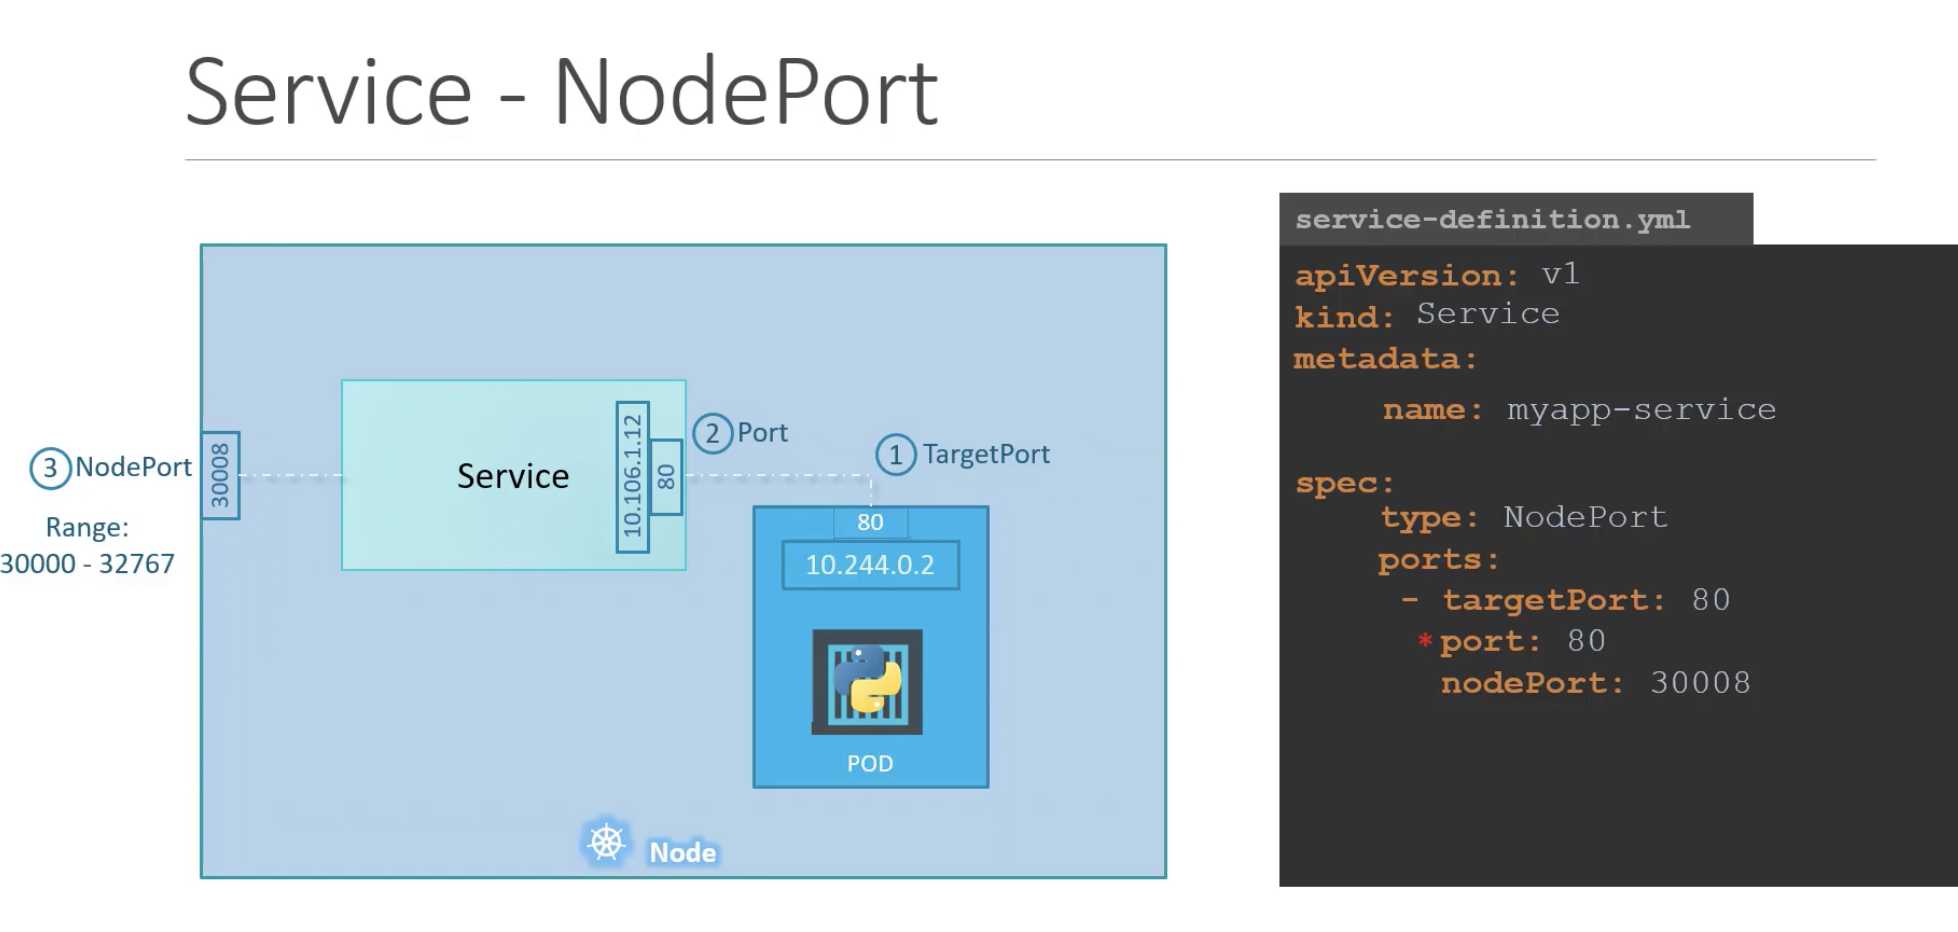 Service - NodePort
3 NodePort
Range:
30000 - 32767
30008
Service
10.106.1.12
80
2 Port
1 TargetPort
80
10.244.0.2
POD
Node
service-definition.yml
apiVersion: v1
kind: Service
metadata:
name: myapp-service
spec:
type: NodePort
ports:
- targetPort: 80
* port: 80
nodePort: 30008